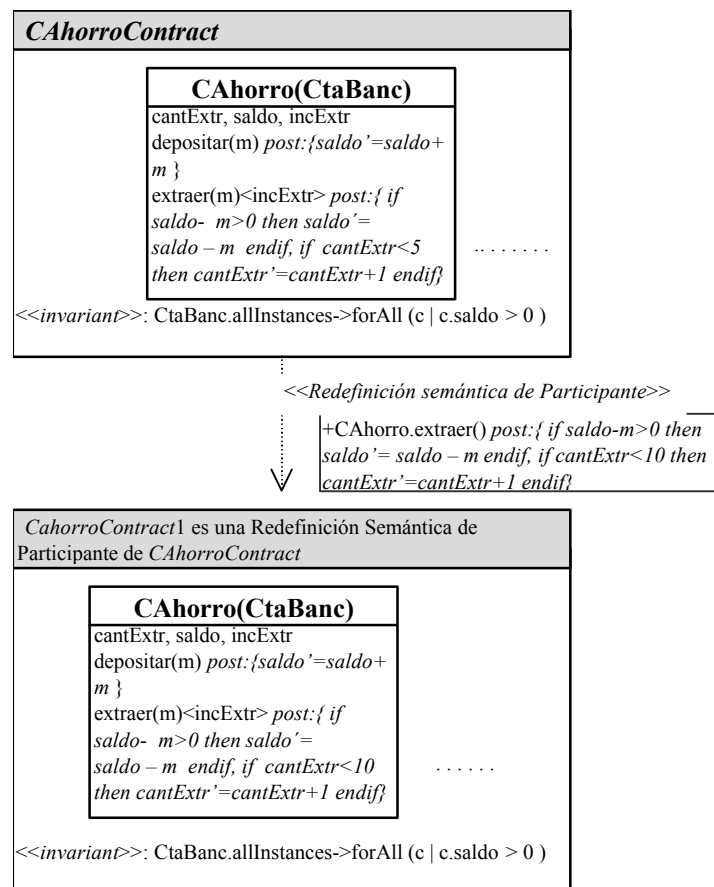 CAhorroContract
CAhorro(CtaBanc)
cantExtr, saldo, incExtr
depositar(m) post:{saldo’=saldo+
m }
extraer(m)<incExtr> post:{ if
saldo- m>0 then saldo´=
saldo – m endif, if cantExtr<5
then cantExtr’=cantExtr+1 endif}
.. . . . . . .
<<invariant>>: CtaBanc.allInstances->forAll (c | c.saldo > 0 )
<<Redefinición semántica de Participante>>
+CAhorro.extraer() post:{ if saldo-m>0 then
saldo’= saldo – m endif, if cantExtr<10 then
cantExtr’=cantExtr+1 endif}
CahorroContract1 es una Redefinición Semántica de
Participante de CAhorroContract
CAhorro(CtaBanc)
cantExtr, saldo, incExtr
depositar(m) post:{saldo’=saldo+
m }
extraer(m)<incExtr> post:{ if
saldo- m>0 then saldo´=
saldo – m endif, if cantExtr<10
then cantExtr’=cantExtr+1 endif}
. . . . . .
<<invariant>>: CtaBanc.allInstances->forAll (c | c.saldo > 0 )